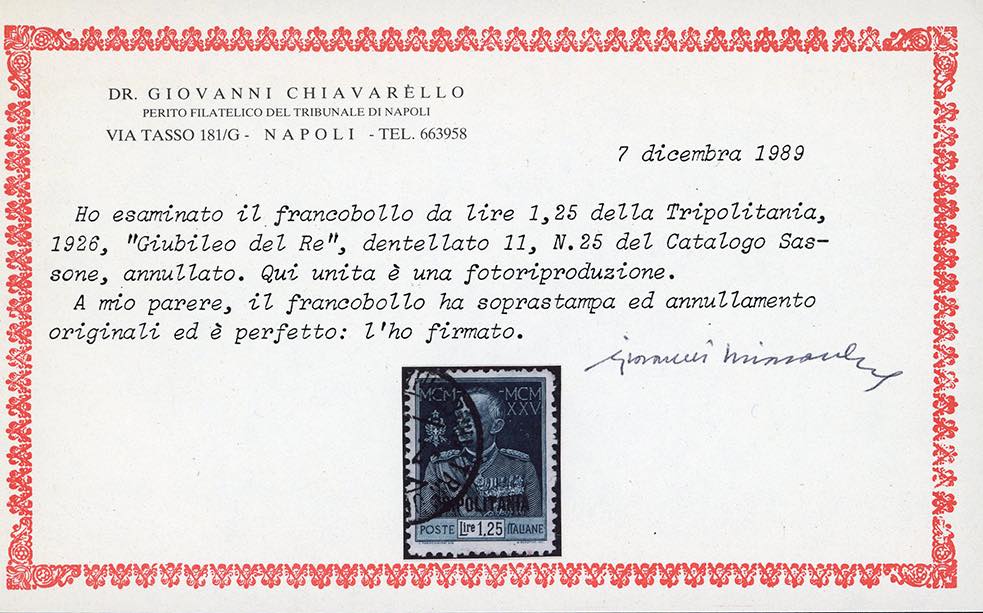 DR. GIOVANNI CHIAVARÈLLO
PERITO FILATELICO DEL TRIBUNALE DI NAPOLI
VIA TASSO 181/G - NAPOLI - TEL. 663958
7 dicembra 1989
Ho esaminato il francobollo da lire 1,25 della Tripolitania,
1926, "Giubileo del Re", dentellato 11, N.25 del Catalogo Sas-
sone, annullato. Qui unita è una fotoriproduzione.
A mio parere, il francobollo ha soprastampa ed annullamento
originali ed è perfetto: l'ho firmato.
MCM- -MCM
XXV
TRIPOLITANIA
POSTE Lire 1.25 ITALIANE